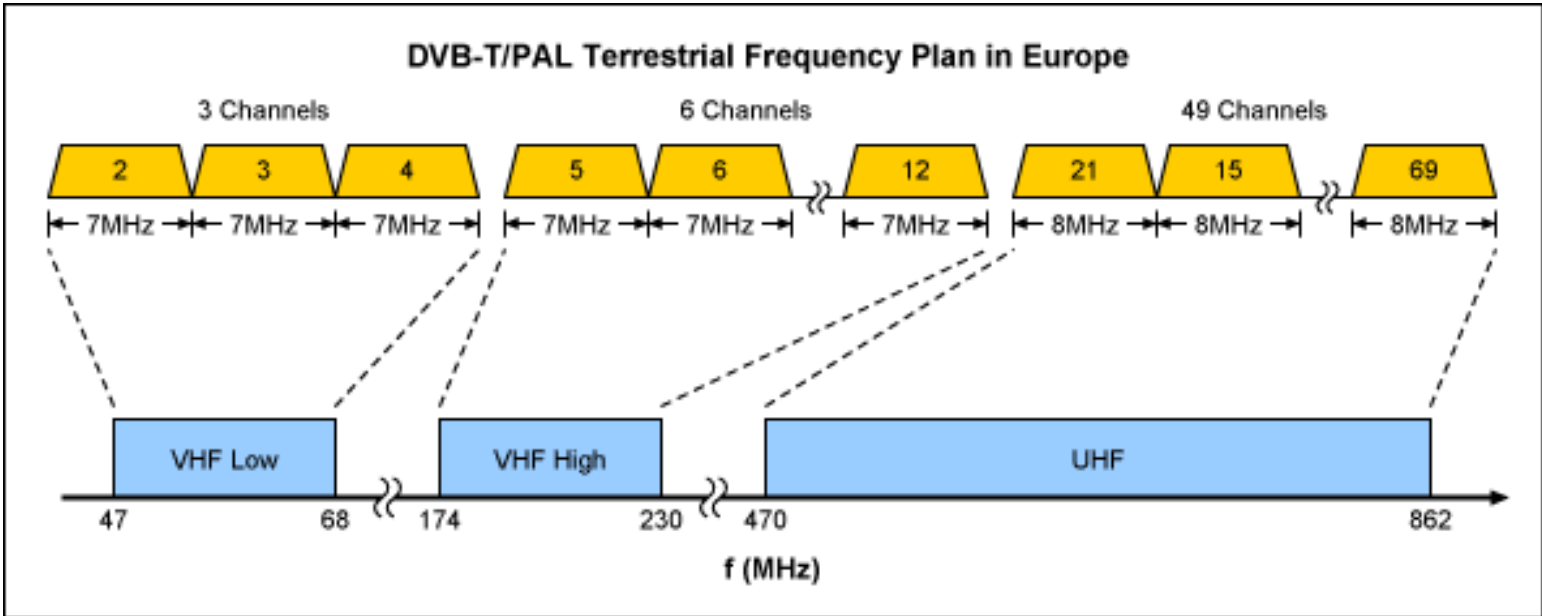 DVB-T/PAL Terrestrial Frequency Plan in Europe
3 Channels 6 Channels 49 Channels
2 3 4 5 6 12 21 15 69
7MHz 7MHz 7MHz 7MHz 7MHz 7MHz 8MHz 8MHz 8MHz
VHF Low VHF High UHF
47 68 174 230 470 862
f (MHz)